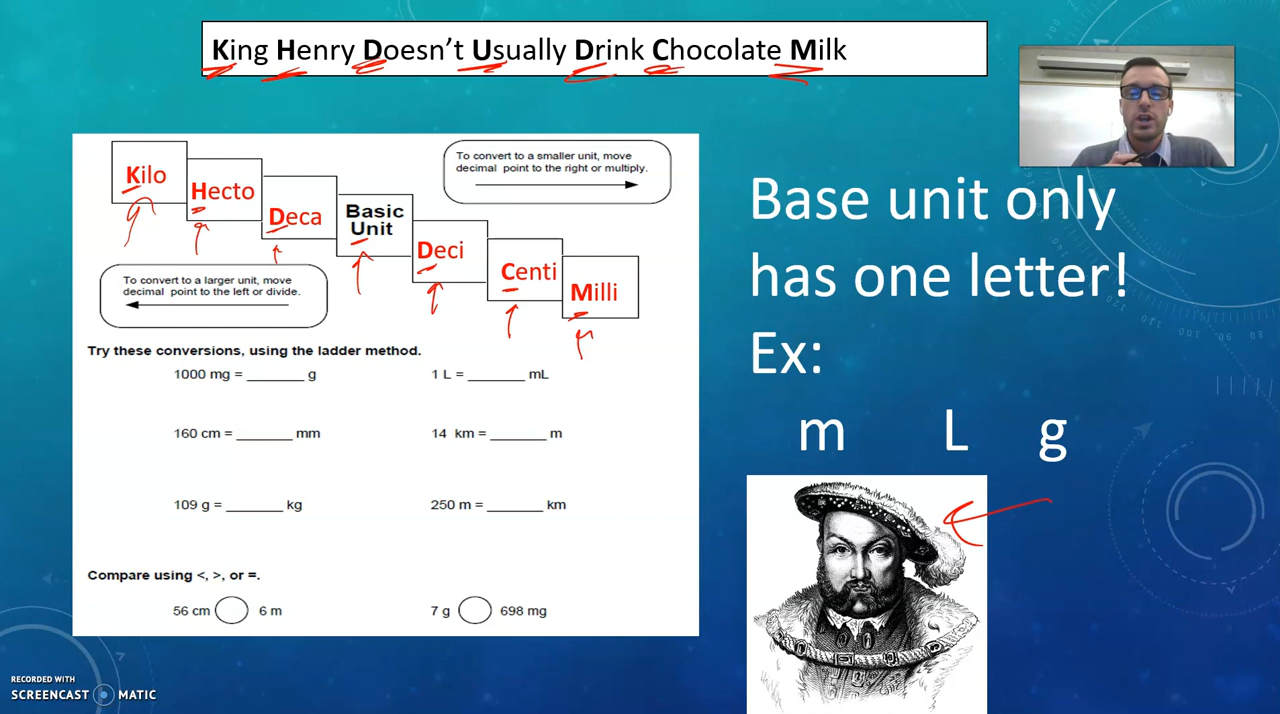 King Henry Doesn't Usually Drink Chocolate Milk
Kilo
Hecto
Deca
Basic
Unit
Deci
Centi
Milli
To convert to a smaller unit, move
decimal point to the right or multiply.
To convert to a larger unit, move
decimal point to the left or divide.
Try these conversions, using the ladder method.
1000 mg = _______ g
1 L = _______ mL
160 cm = _______ mm
14 km = _______ m
109 g = _______ kg
250 m = _______ km
Compare using <, >, or =.
56 cm 6 m
7 g 698 mg
Base unit only
has one letter!
Ex:
m L g
RECORDED WITH
SCREENCAST MATIC